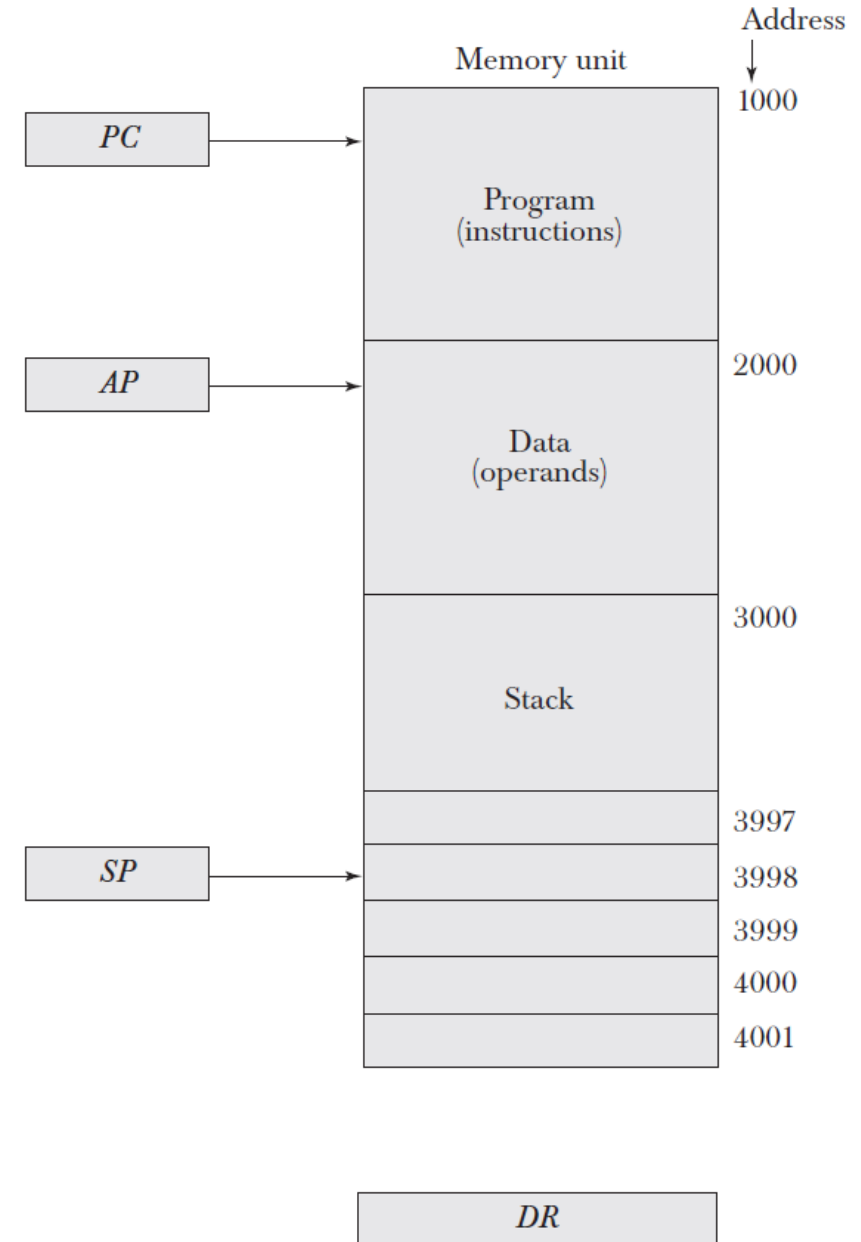 Address
Memory unit
1000
PC
Program
(instructions)
2000
AP
Data
(operands)
3000
Stack
3997
SP
3998
3999
4000
4001
DR